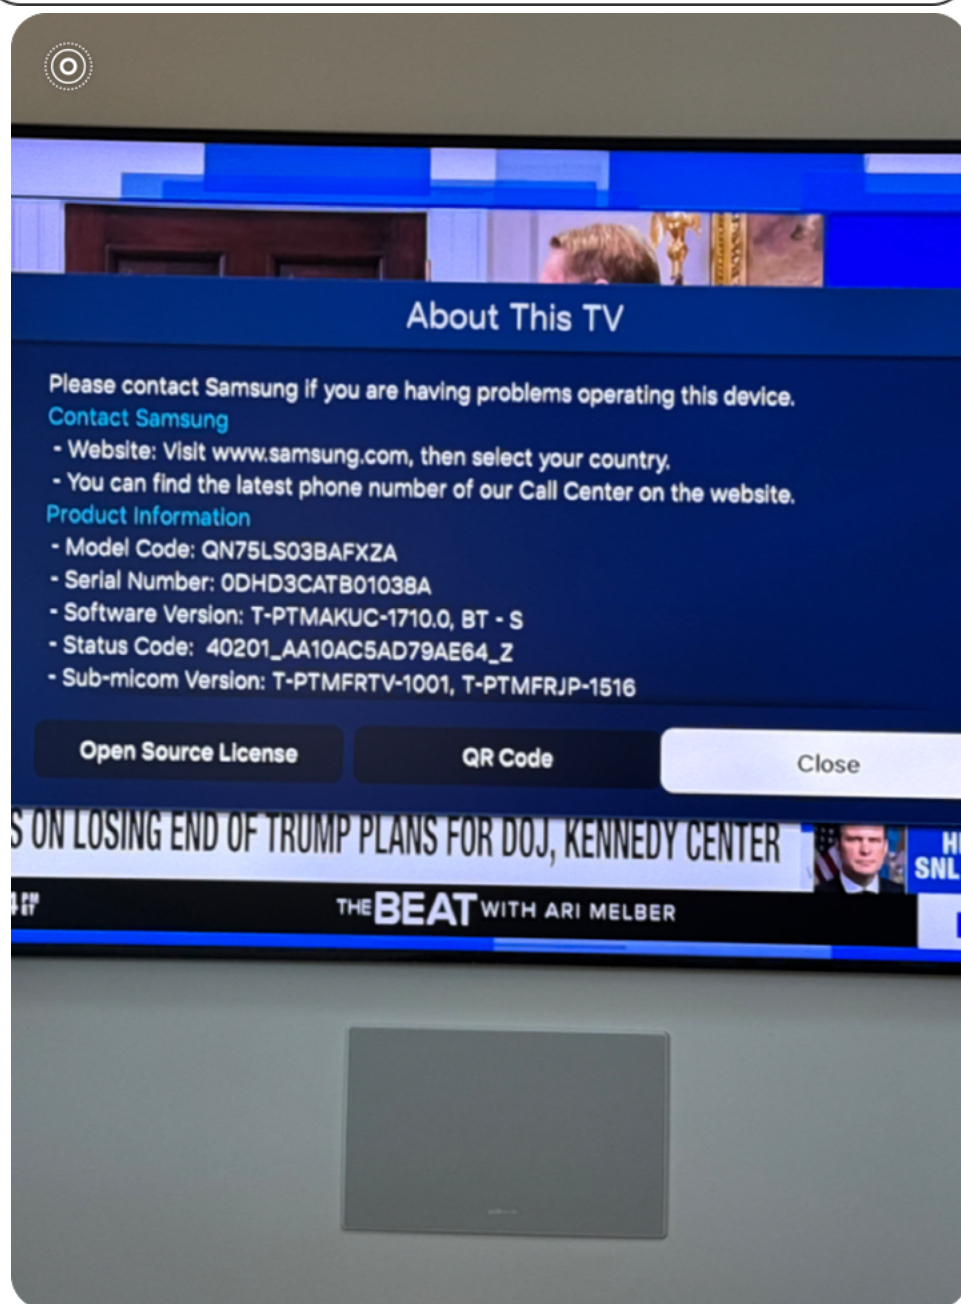 About This TV
Please contact Samsung if you are having problems operating this device.
Contact Samsung
- Website: Visit www.samsung.com, then select your country.
- You can find the latest phone number of our Call Center on the website.
Product Information
- Model Code: QN75LS03BAFXZA
- Serial Number: 0DHD3CATB01038A
- Software Version: T-PTMAKUC-1710.0, BT - S
- Status Code: 40201_AA10AC5AD79AE64_Z
- Sub-micom Version: T-PTMFRTV-1001, T-PTMFRJP-1516
Open Source License QR Code Close
S ON LOSING END OF TRUMP PLANS FOR DOJ, KENNEDY CENTER
SNL
PM
ET
THE BEAT WITH ARI MELBER